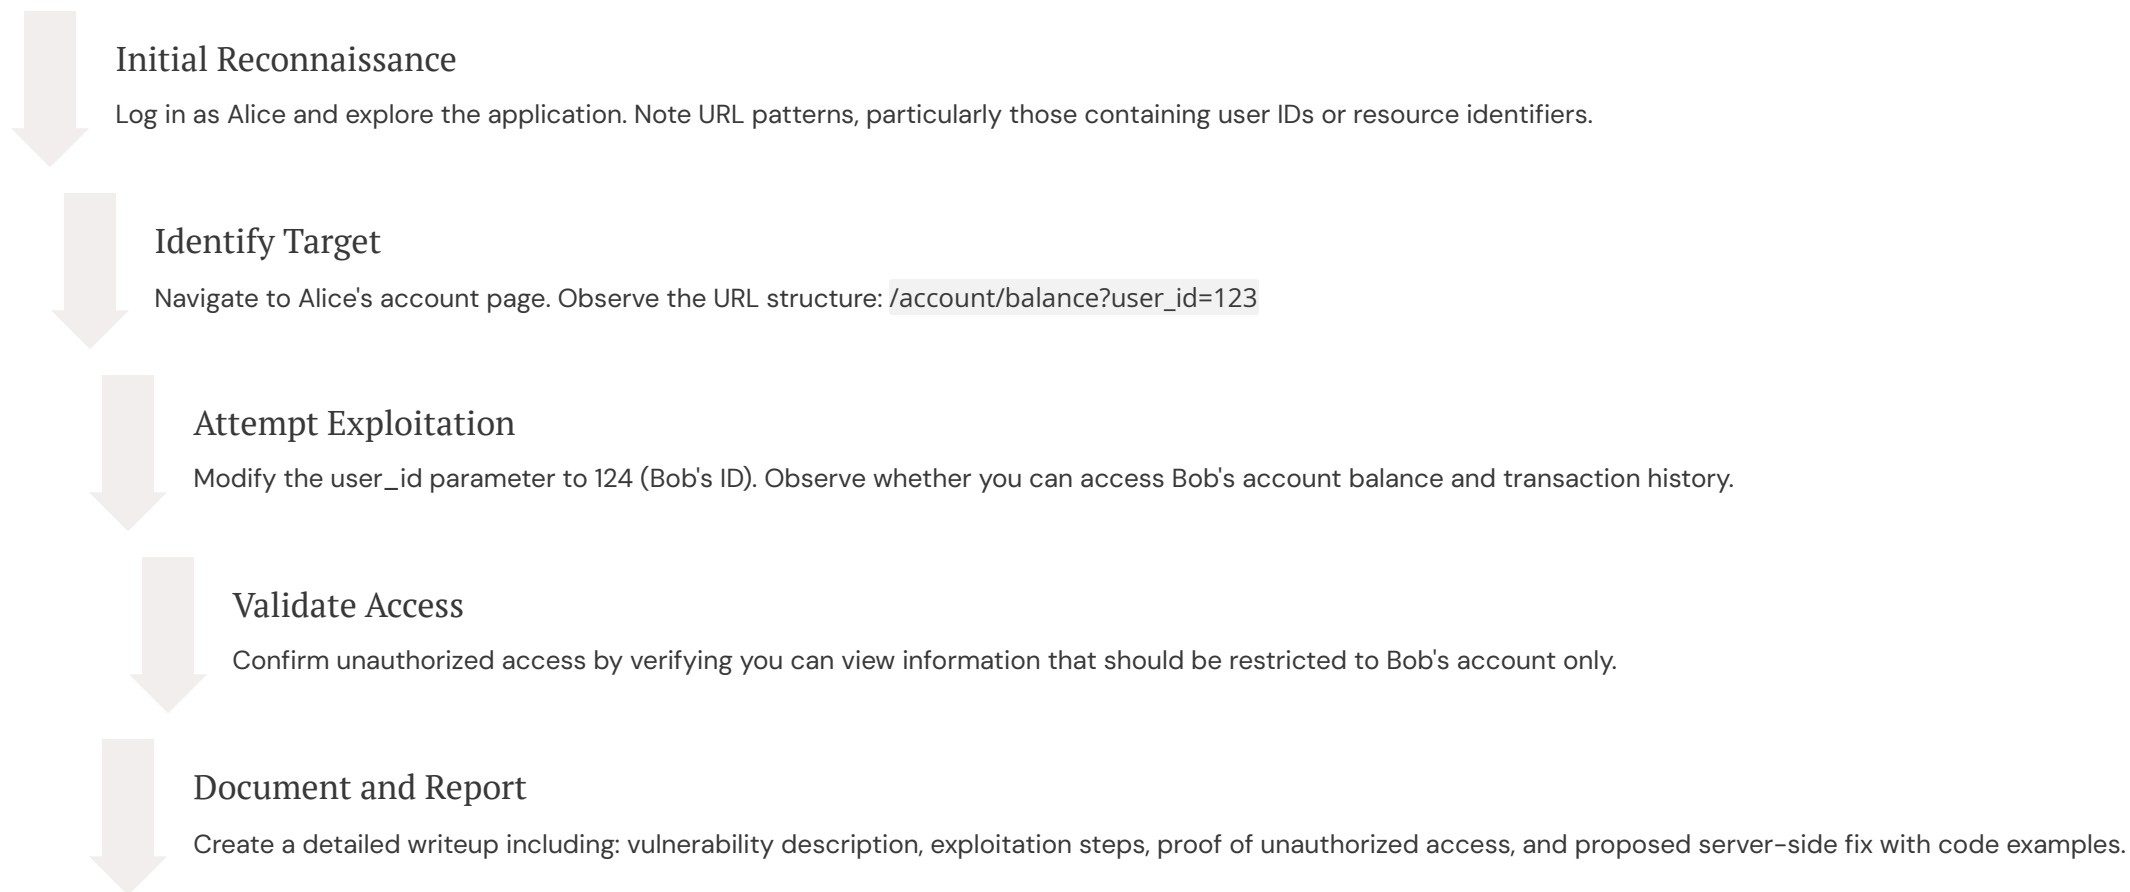 Initial Reconnaissance
Log in as Alice and explore the application. Note URL patterns, particularly those containing user IDs or resource identifiers.
Identify Target
Navigate to Alice's account page. Observe the URL structure: /account/balance?user_id=123
Attempt Exploitation
Modify the user_id parameter to 124 (Bob's ID). Observe whether you can access Bob's account balance and transaction history.
Validate Access
Confirm unauthorized access by verifying you can view information that should be restricted to Bob's account only.
Document and Report
Create a detailed writeup including: vulnerability description, exploitation steps, proof of unauthorized access, and proposed server-side fix with code examples.